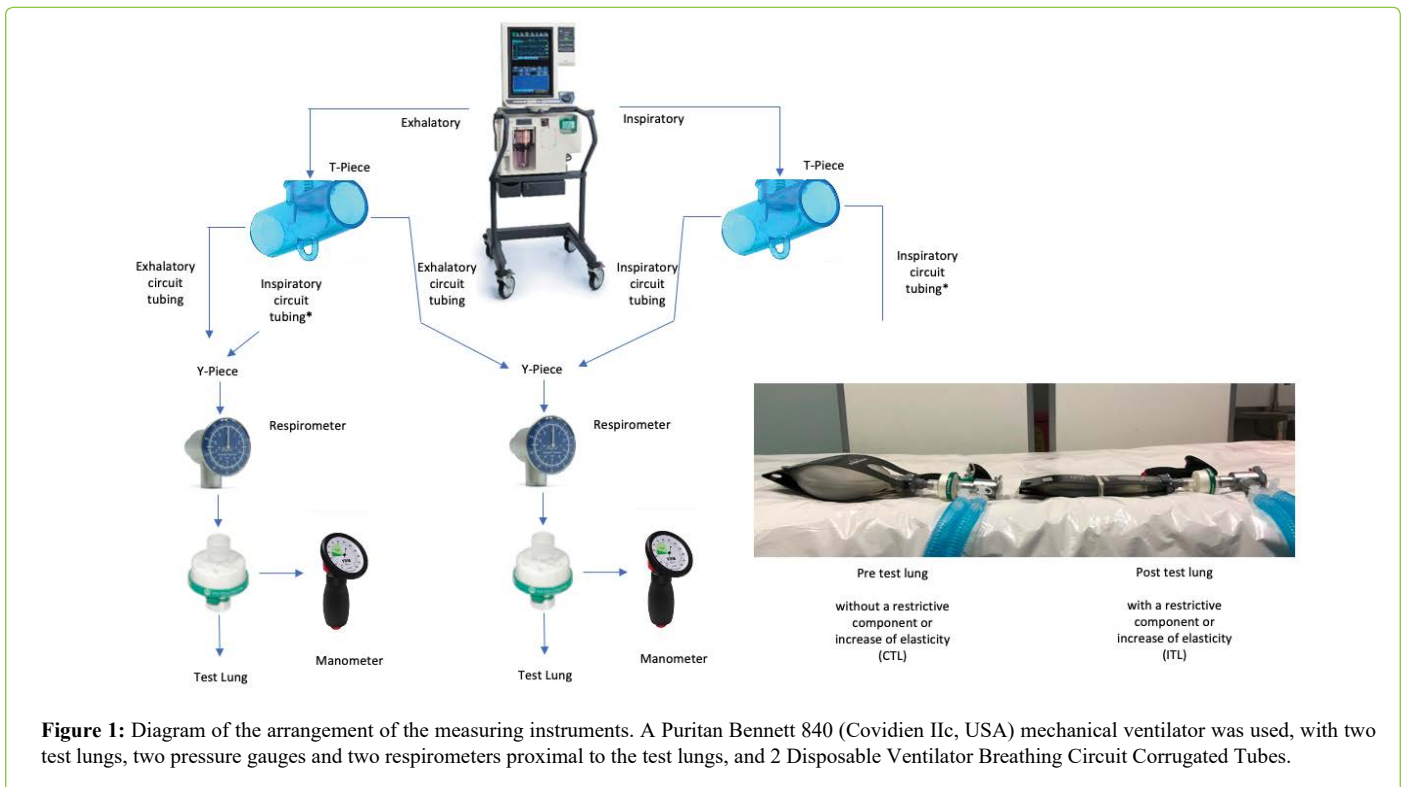 Exhalatory
Inspiratory
T-Piece
T-Piece
Exhalatory
circuit
tubing
Inspiratory
circuit
tubing*
Exhalatory
circuit
tubing
Inspiratory
circuit
tubing
Inspiratory
circuit
tubing*
Y-Piece
Y-Piece
Respirometer
Respirometer
Manometer
Manometer
Test Lung
Test Lung
Pre test lung
without a restrictive
component or
increase of elasticity
(CTL)
Post test lung
with a restrictive
component or
increase of elasticity
(ITL)
Figure 1: Diagram of the arrangement of the measuring instruments. A Puritan Bennett 840 (Covidien IIc, USA) mechanical ventilator was used, with two
test lungs, two pressure gauges and two respirometers proximal to the test lungs, and 2 Disposable Ventilator Breathing Circuit Corrugated Tubes.